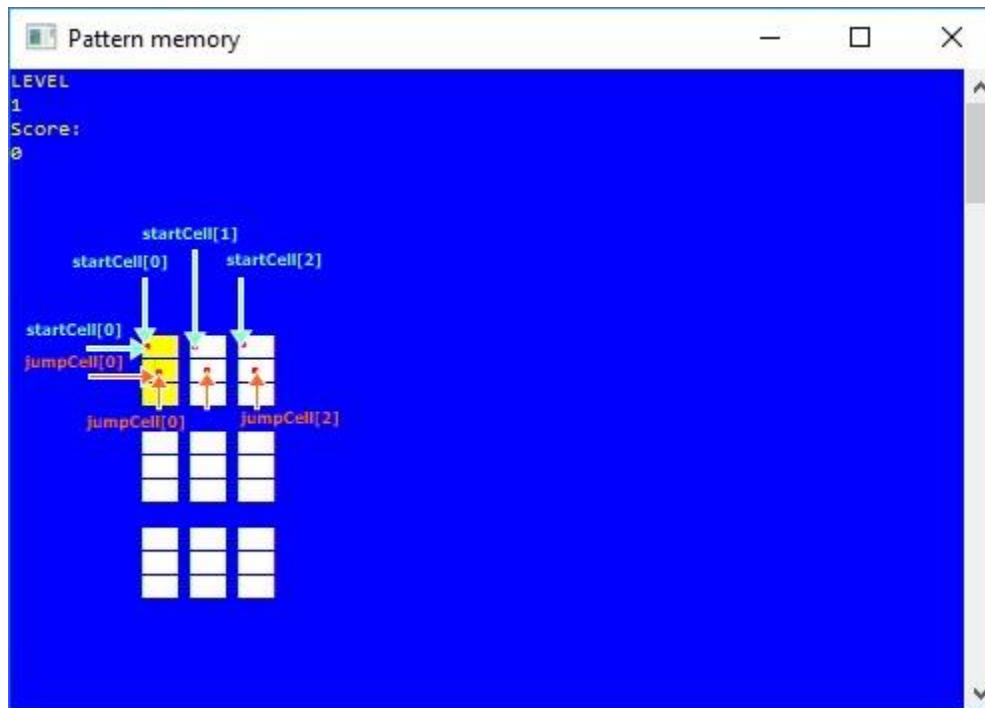 Pattern memory
LEVEL
1
Score:
0
startCell[1]
startCell[0]
startCell[2]
startCell[0]
jumpCell[0]
jumpCell[0]
jumpCell[2]